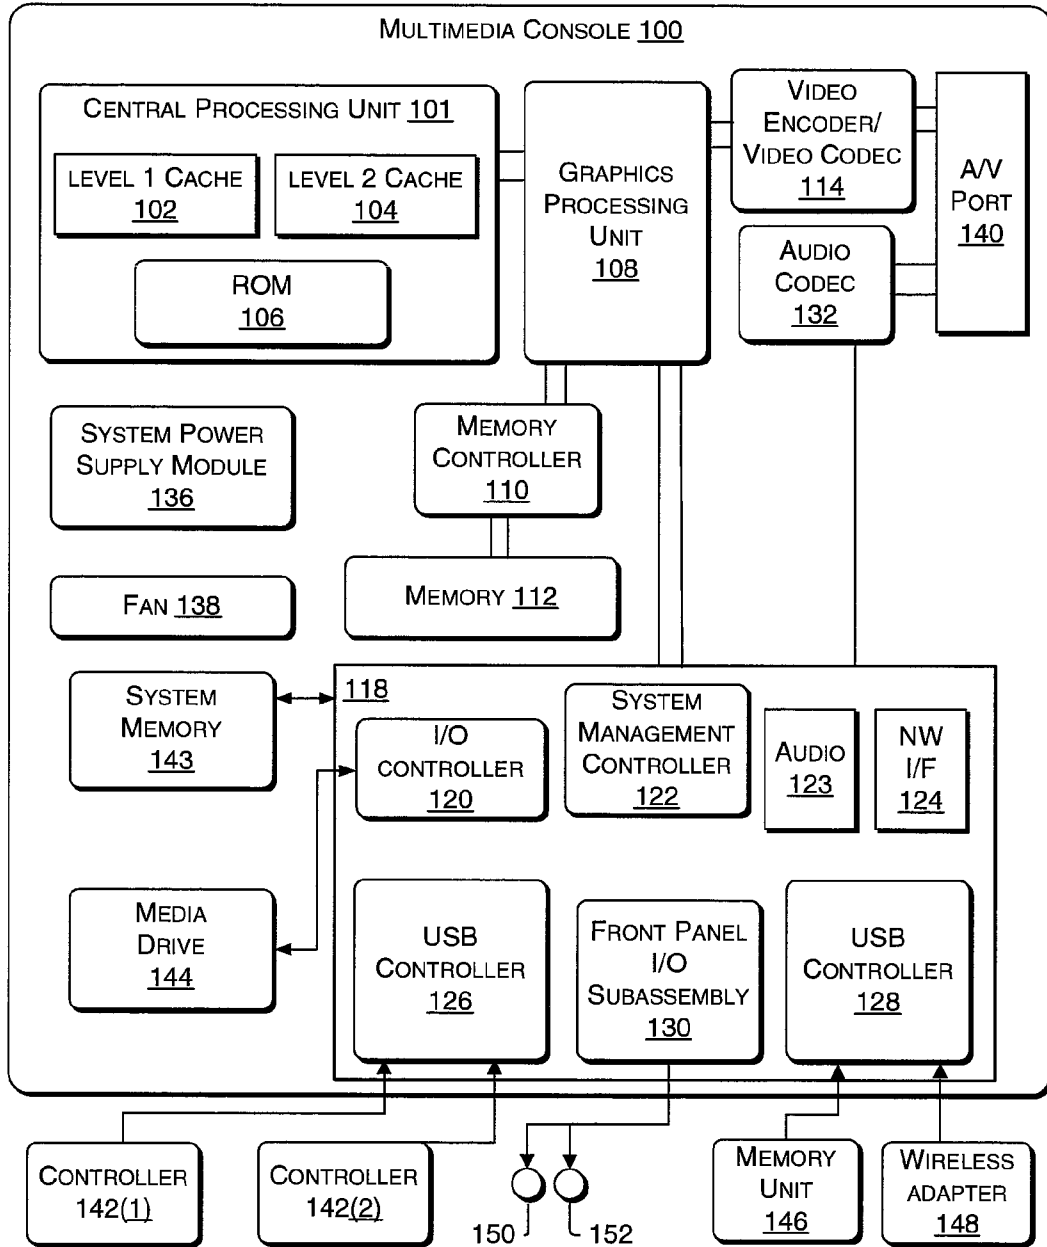 MULTIMEDIA CONSOLE 100
CENTRAL PROCESSING UNIT 101
LEVEL 1 CACHE
102
LEVEL 2 CACHE
104
ROM
106
GRAPHICS
PROCESSING
UNIT
108
VIDEO
ENCODER/
VIDEO CODEC
114
A/V
PORT
140
AUDIO
CODEC
132
SYSTEM POWER
SUPPLY MODULE
136
MEMORY
CONTROLLER
110
FAN 138
MEMORY 112
SYSTEM
MEMORY
143
118
I/O
CONTROLLER
120
SYSTEM
MANAGEMENT
CONTROLLER
122
AUDIO
123
NW
I/F
124
MEDIA
DRIVE
144
USB
CONTROLLER
126
FRONT PANEL
I/O
SUBASSEMBLY
130
USB
CONTROLLER
128
CONTROLLER
142(1)
CONTROLLER
142(2)
150
152
MEMORY
UNIT
146
WIRELESS
ADAPTER
148